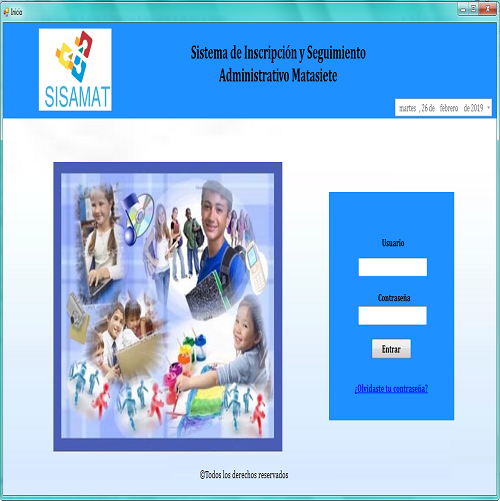 Inicio
Sistema de Inscripción y Seguimiento
Administrativo Matasiete
SISAMAT
martes , 26 de febrero de 2019
Usuario
Contraseña
Entrar
¿Olvidaste tu contraseña?
©Todos los derechos reservados